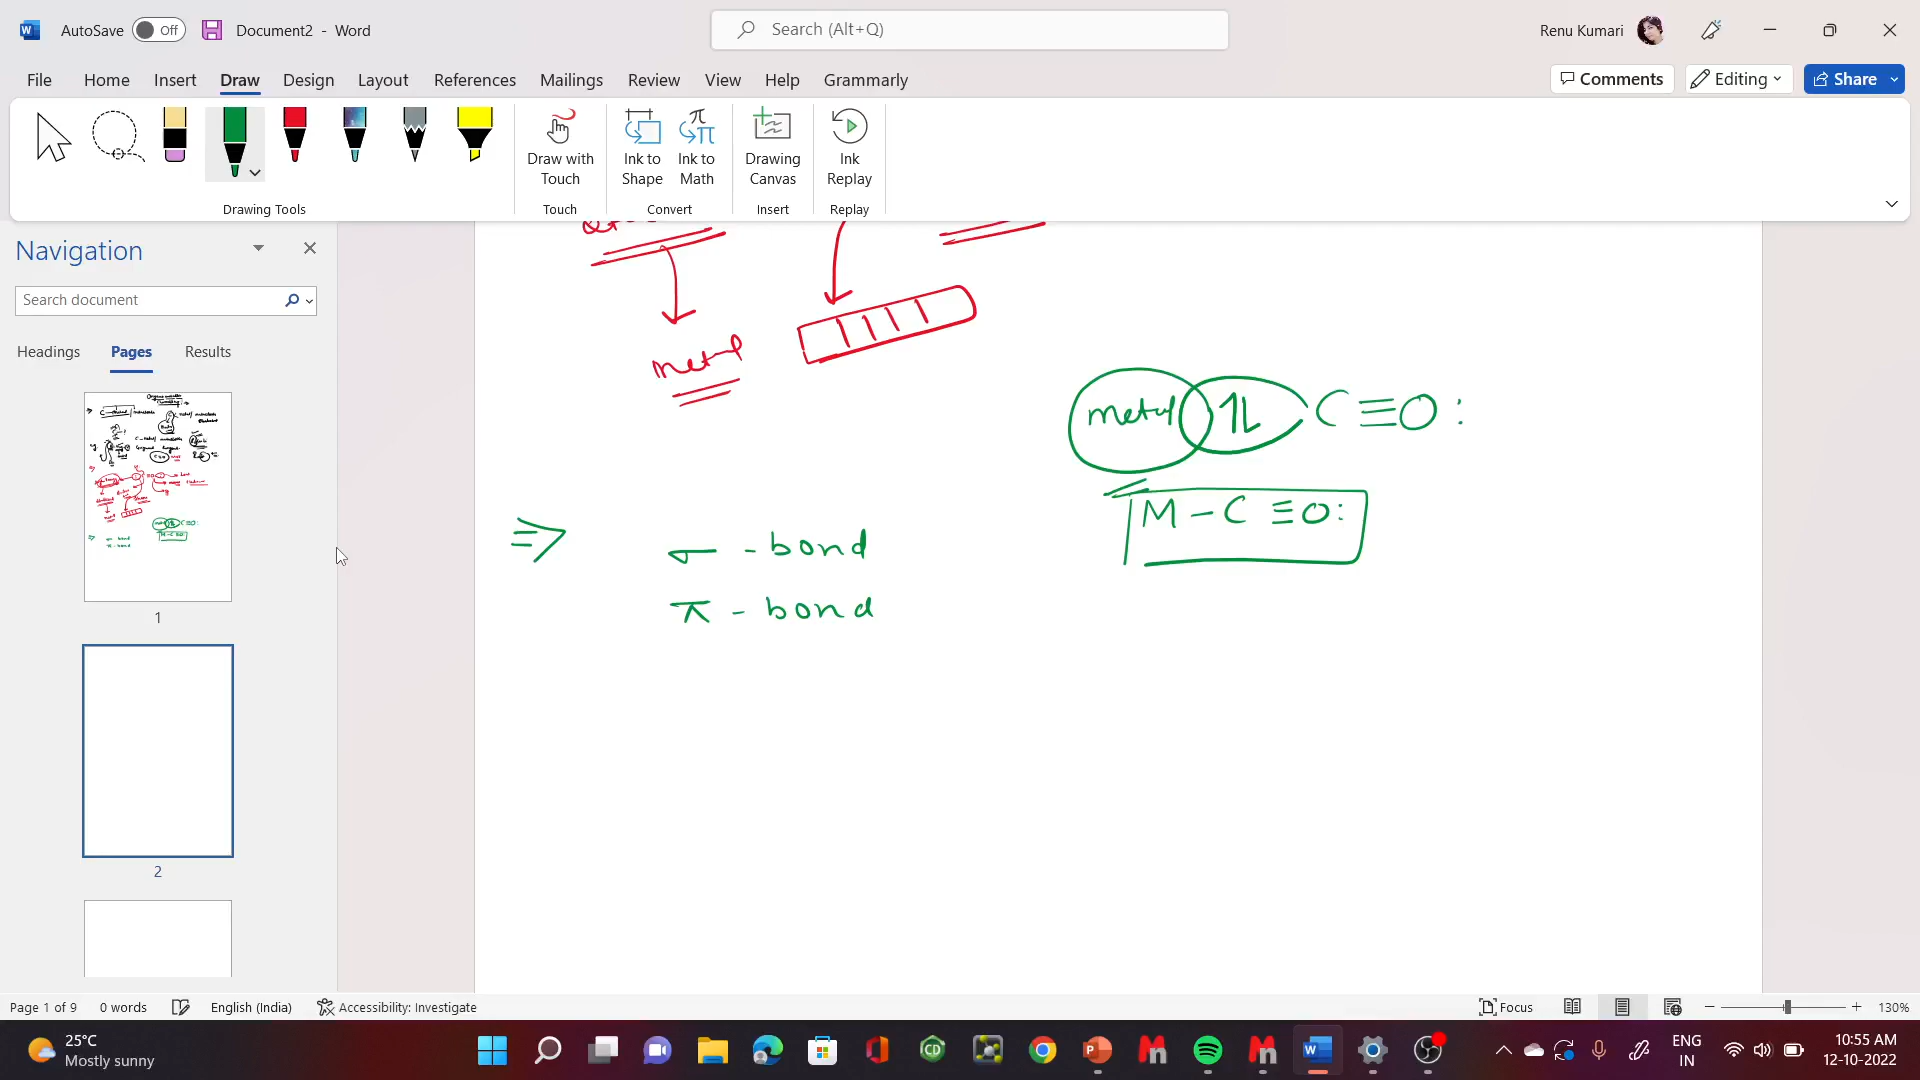 AutoSave Off Document2 - Word
Search (Alt+Q)
Renu Kumari
File Home Insert Draw Design Layout References Mailings Review View Help Grammarly
Comments Editing Share
Draw with Touch
Ink to Shape
Ink to Math
Drawing Canvas
Ink Replay
Drawing Tools Touch Convert Insert Replay
Navigation
Search document
Headings Pages Results
1
2
metal
metal ⥮ C≡O:
M - C ≡O:
⇒ σ - bond
π - bond
Page 1 of 9 0 words English (India) Accessibility: Investigate
Focus 130%
25°C
Mostly sunny
ENG
IN
10:55 AM
12-10-2022